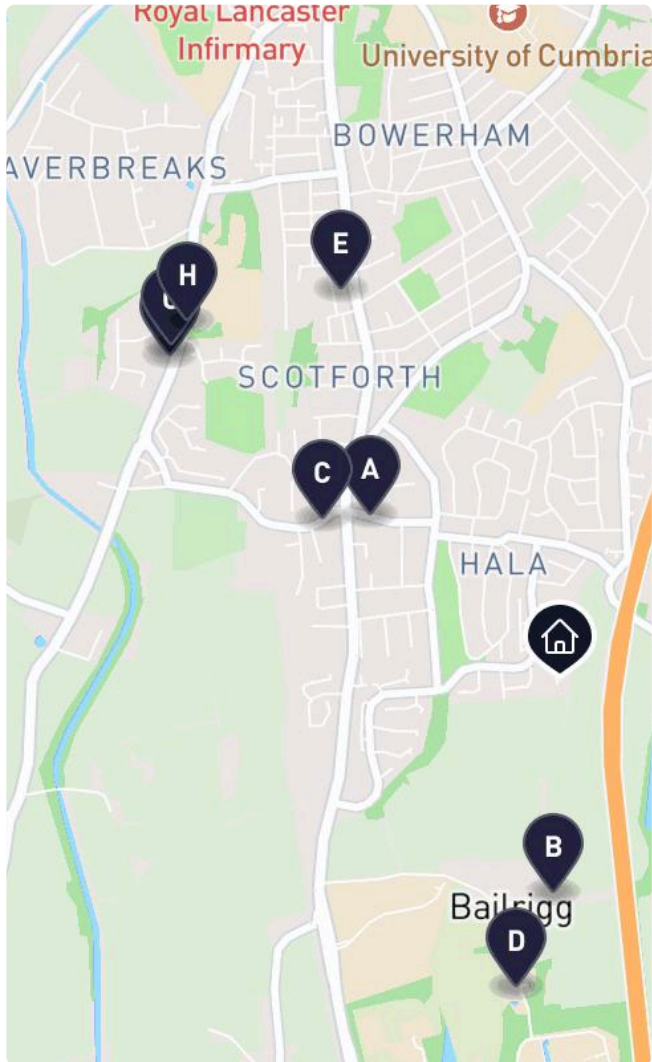 Royal Lancaster
Infirmary
University of Cumbria
BOWERHAM
AVERBREAKS
E
H
SCOTFORTH
C
A
HALA
B
Bailrigg
D